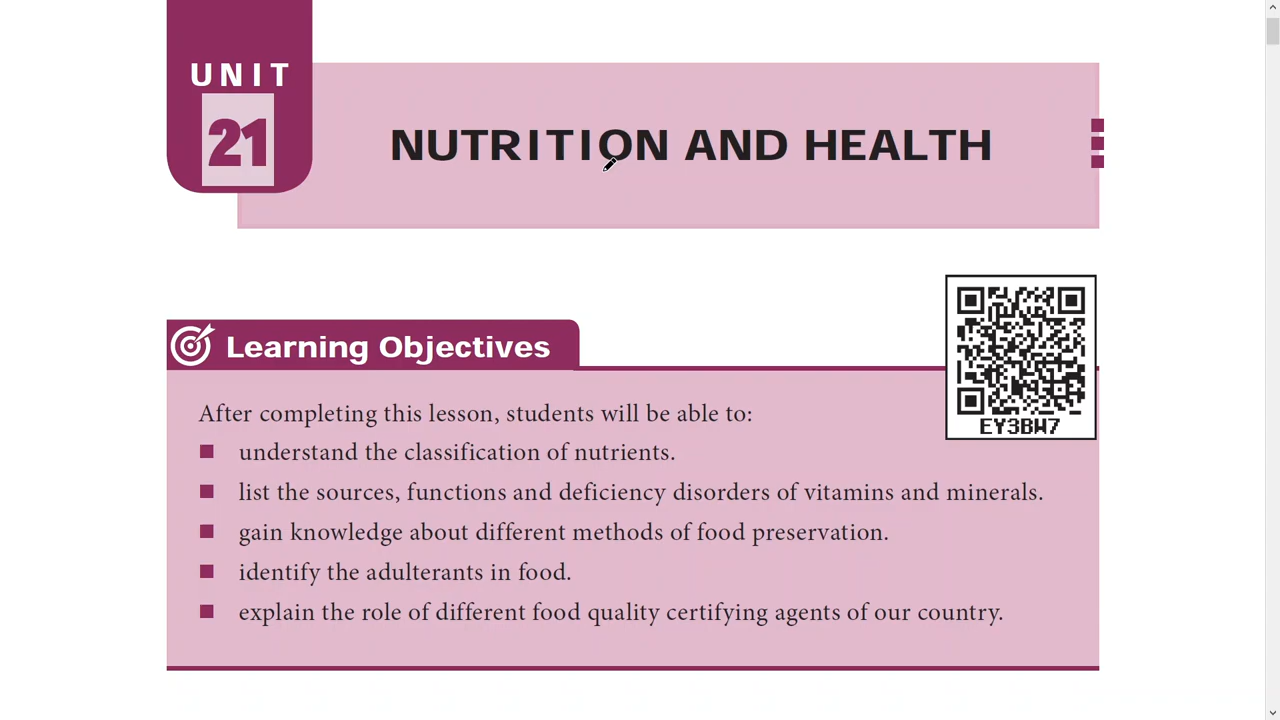 UNIT
21
NUTRITION AND HEALTH
EY3BW7
Learning Objectives
After completing this lesson, students will be able to:
understand the classification of nutrients.
list the sources, functions and deficiency disorders of vitamins and minerals.
gain knowledge about different methods of food preservation.
identify the adulterants in food.
explain the role of different food quality certifying agents of our country.